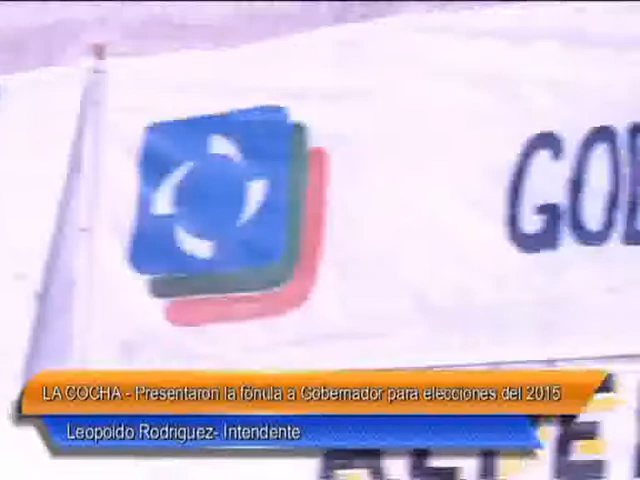 GOB
LA COCHA - Presentaron la fónula a Gobernador para elecciones del 2015
Leopoldo Rodriguez- Intendente